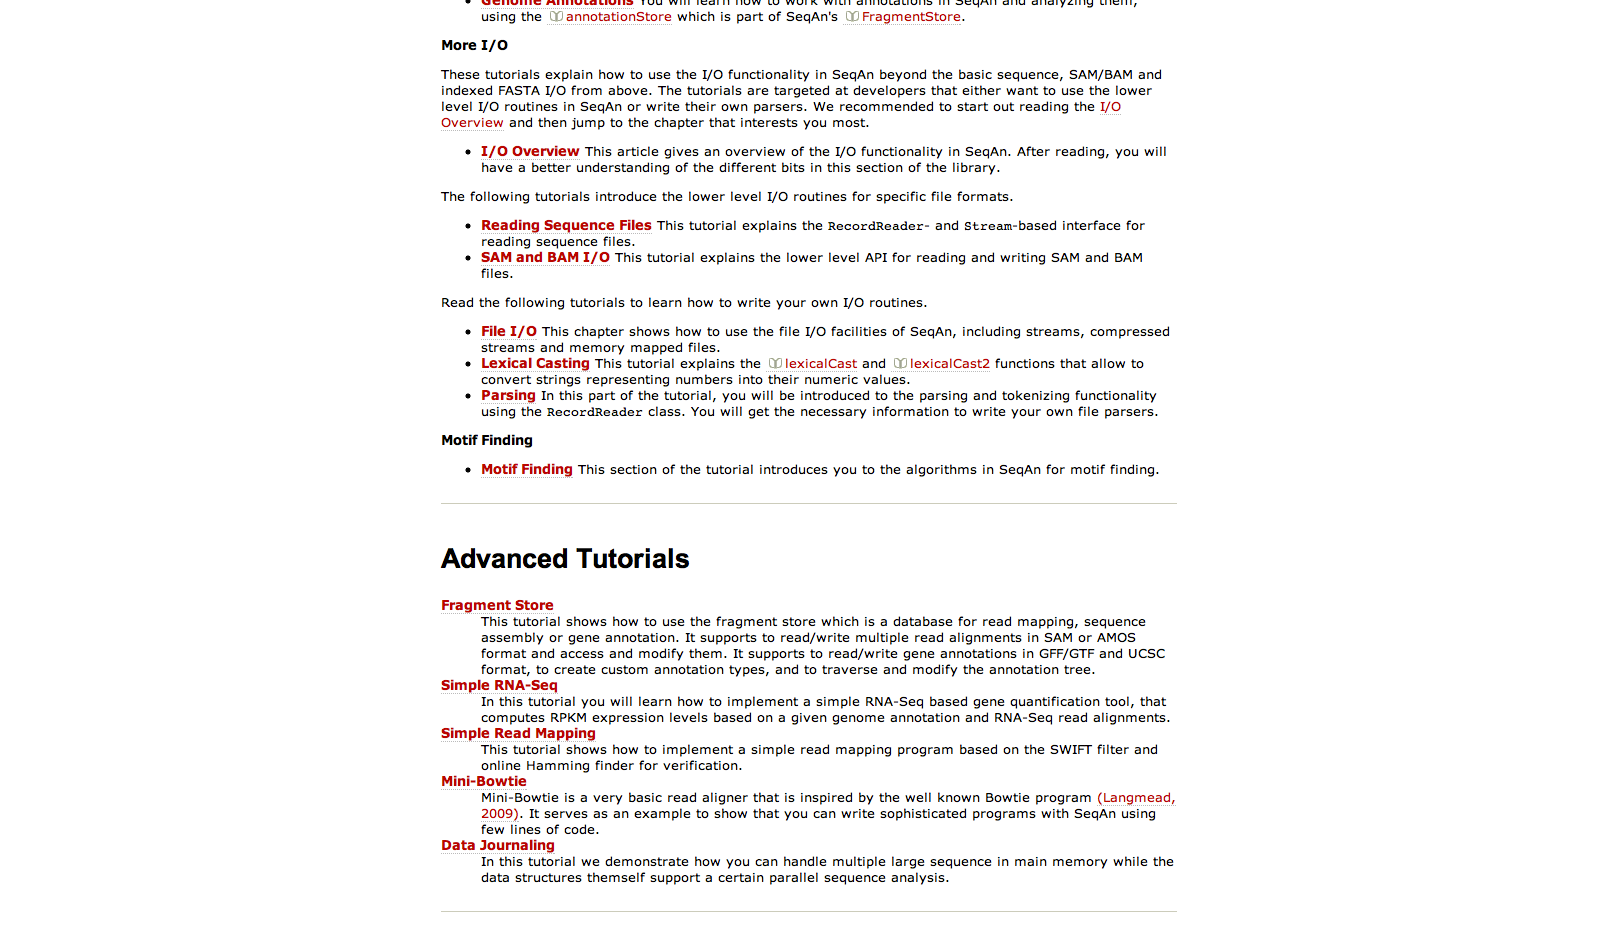 Genome Annotations You will learn how to work with annotations in SeqAn and analyzing them,
using the annotationStore which is part of SeqAn's FragmentStore.
More I/O
These tutorials explain how to use the I/O functionality in SeqAn beyond the basic sequence, SAM/BAM and
indexed FASTA I/O from above. The tutorials are targeted at developers that either want to use the lower
level I/O routines in SeqAn or write their own parsers. We recommended to start out reading the I/O
Overview and then jump to the chapter that interests you most.
• I/O Overview This article gives an overview of the I/O functionality in SeqAn. After reading, you will
have a better understanding of the different bits in this section of the library.
The following tutorials introduce the lower level I/O routines for specific file formats.
• Reading Sequence Files This tutorial explains the RecordReader- and Stream-based interface for
reading sequence files.
• SAM and BAM I/O This tutorial explains the lower level API for reading and writing SAM and BAM
files.
Read the following tutorials to learn how to write your own I/O routines.
• File I/O This chapter shows how to use the file I/O facilities of SeqAn, including streams, compressed
streams and memory mapped files.
• Lexical Casting This tutorial explains the lexicalCast and lexicalCast2 functions that allow to
convert strings representing numbers into their numeric values.
• Parsing In this part of the tutorial, you will be introduced to the parsing and tokenizing functionality
using the RecordReader class. You will get the necessary information to write your own file parsers.
Motif Finding
• Motif Finding This section of the tutorial introduces you to the algorithms in SeqAn for motif finding.
Advanced Tutorials
Fragment Store
This tutorial shows how to use the fragment store which is a database for read mapping, sequence
assembly or gene annotation. It supports to read/write multiple read alignments in SAM or AMOS
format and access and modify them. It supports to read/write gene annotations in GFF/GTF and UCSC
format, to create custom annotation types, and to traverse and modify the annotation tree.
Simple RNA-Seq
In this tutorial you will learn how to implement a simple RNA-Seq based gene quantification tool, that
computes RPKM expression levels based on a given genome annotation and RNA-Seq read alignments.
Simple Read Mapping
This tutorial shows how to implement a simple read mapping program based on the SWIFT filter and
online Hamming finder for verification.
Mini-Bowtie
Mini-Bowtie is a very basic read aligner that is inspired by the well known Bowtie program (Langmead,
2009). It serves as an example to show that you can write sophisticated programs with SeqAn using
few lines of code.
Data Journaling
In this tutorial we demonstrate how you can handle multiple large sequence in main memory while the
data structures themself support a certain parallel sequence analysis.